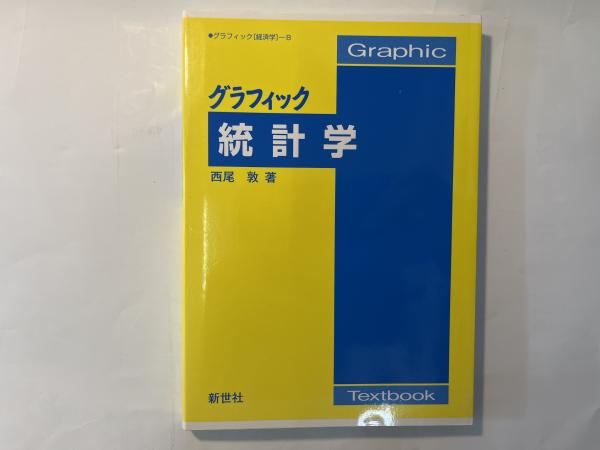 ●グラフィック[経済学]―8
Graphic
グラフィック
統計学
西尾 敦 著
新世社
Textbook